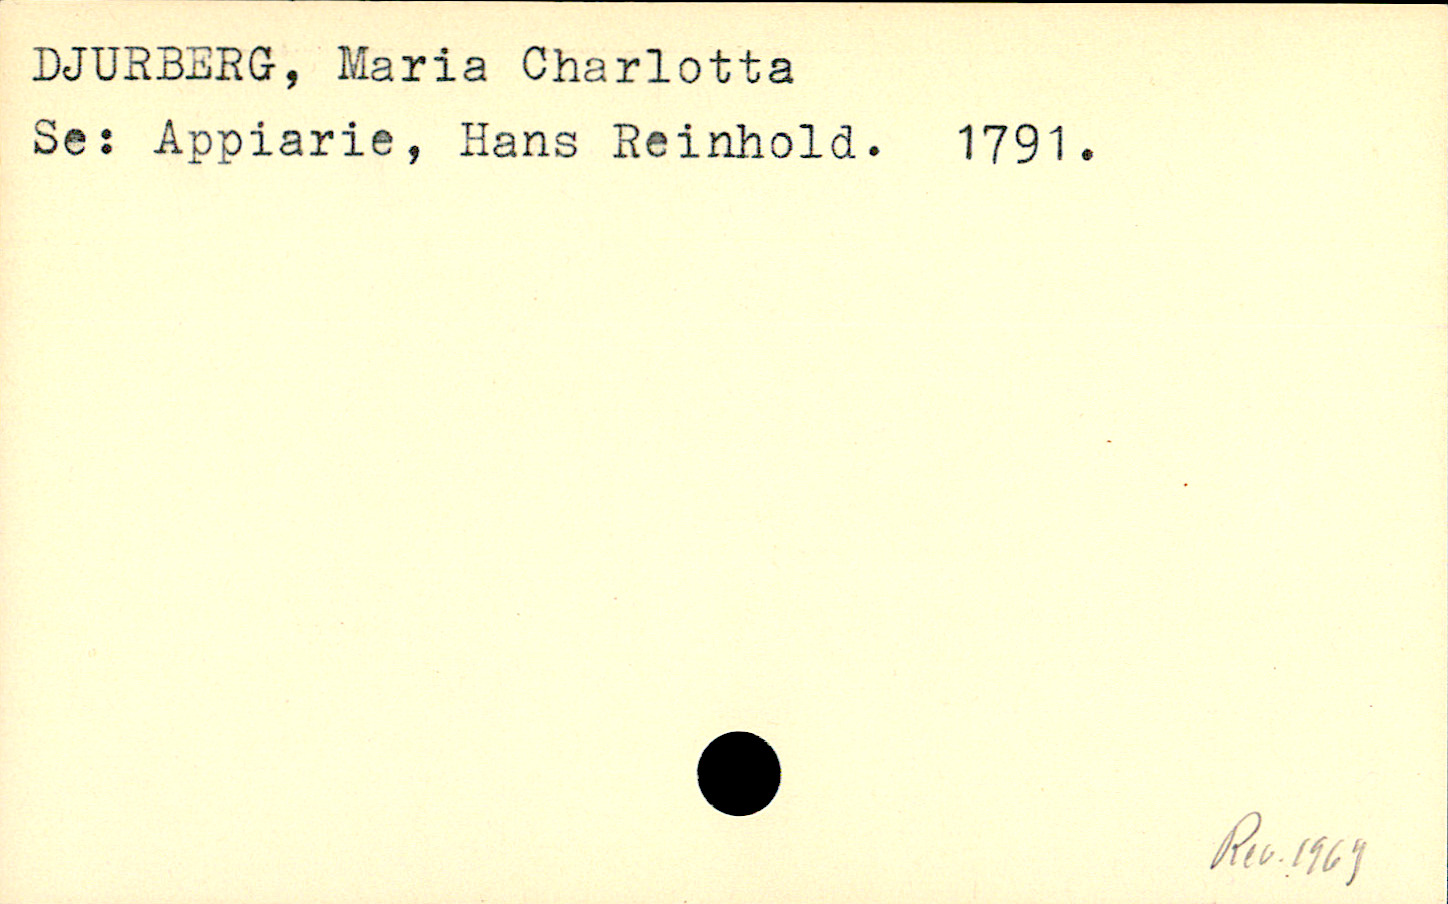 DJURBERG, Maria Charlotta
Se: Appiarie, Hans Reinhold. 1791.
Rev. 1969